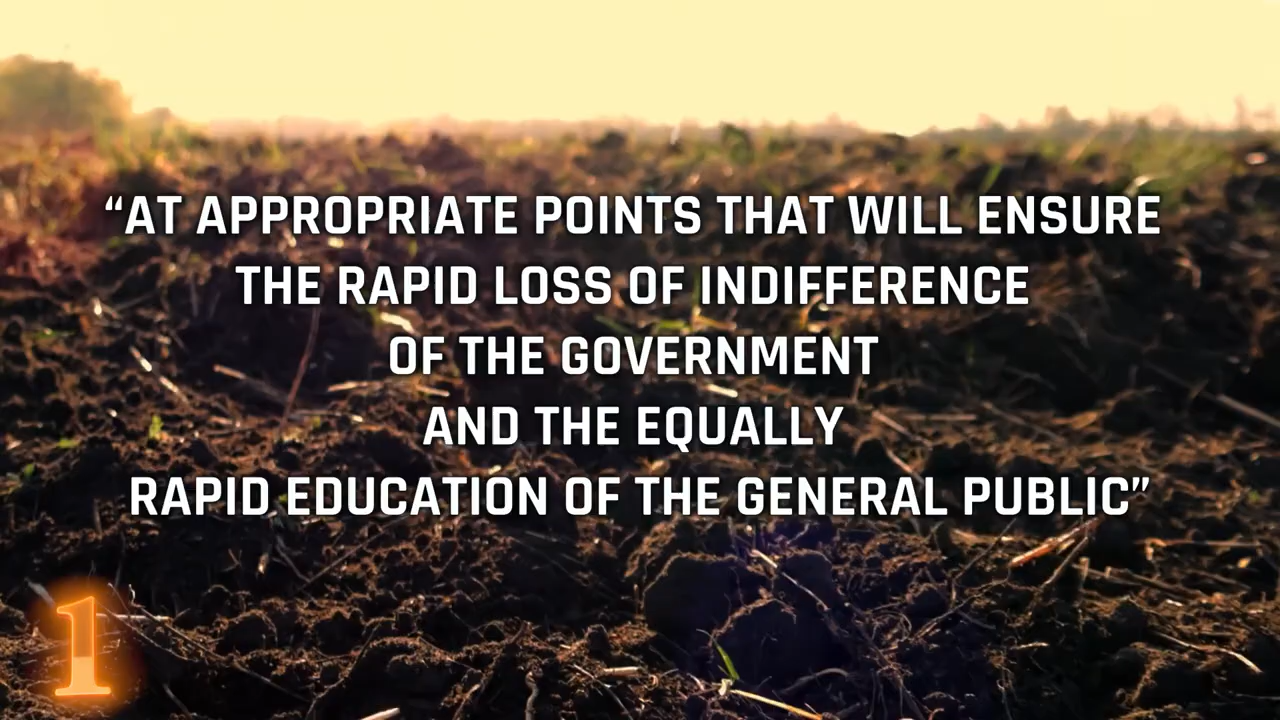 “AT APPROPRIATE POINTS THAT WILL ENSURE
THE RAPID LOSS OF INDIFFERENCE
OF THE GOVERNMENT
AND THE EQUALLY
RAPID EDUCATION OF THE GENERAL PUBLIC”
1